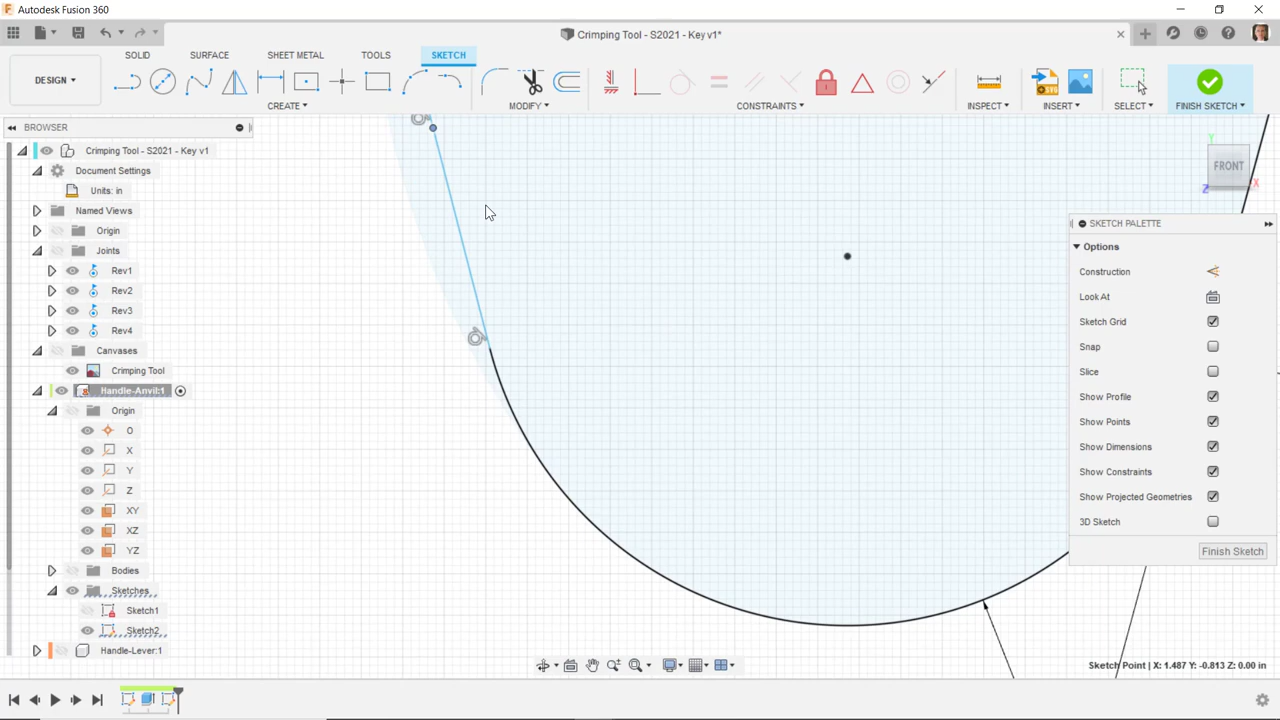 Autodesk Fusion 360
Crimping Tool - S2021 - Key v1*
SOLID SURFACE SHEET METAL TOOLS SKETCH
DESIGN
CREATE MODIFY CONSTRAINTS INSPECT INSERT SELECT FINISH SKETCH
BROWSER
Crimping Tool - S2021 - Key v1
Document Settings
Units: in
Named Views
Origin
Joints
Rev1
Rev2
Rev3
Rev4
Canvases
Crimping Tool
Handle-Anvil:1
Origin
O
X
Y
Z
XY
XZ
YZ
Bodies
Sketches
Sketch1
Sketch2
Handle-Lever:1
Y
FRONT
X
Z
SKETCH PALETTE
Options
Construction
Look At
Sketch Grid
Snap
Slice
Show Profile
Show Points
Show Dimensions
Show Constraints
Show Projected Geometries
3D Sketch
Finish Sketch
Sketch Point | X: 1.487 Y: -0.813 Z: 0.00 in